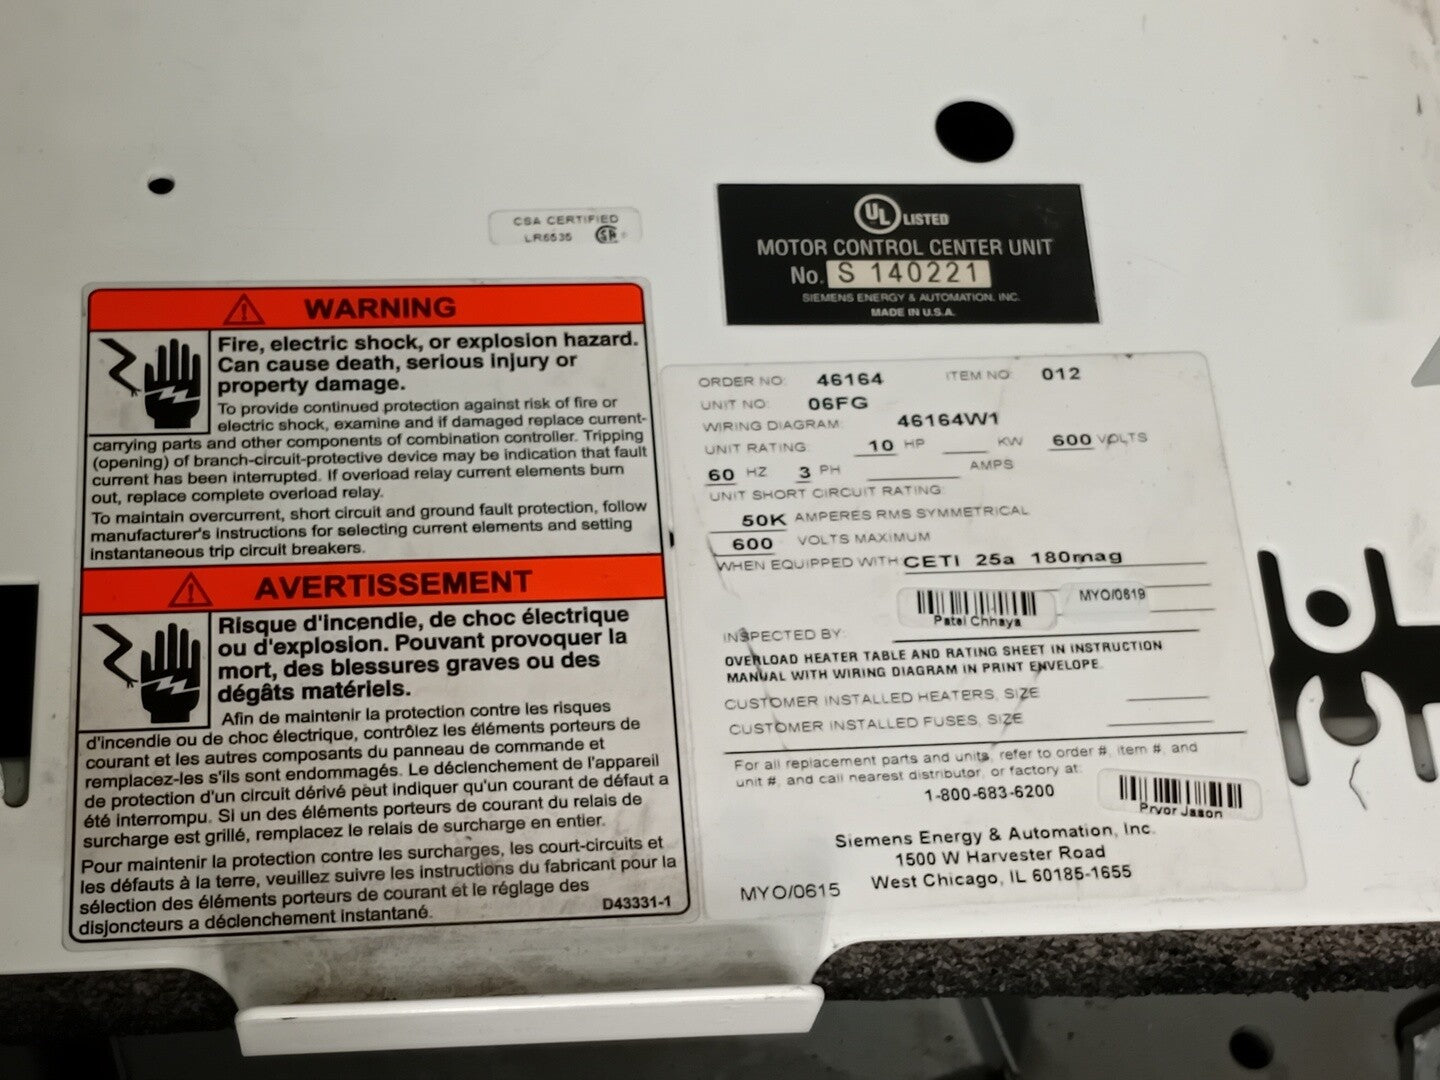 CSA CERTIFIED
LR6535
UL LISTED
MOTOR CONTROL CENTER UNIT
No. S 140221
SIEMENS ENERGY & AUTOMATION, INC.
MADE IN U.S.A.
WARNING
Fire, electric shock, or explosion hazard.
Can cause death, serious injury or
property damage.
To provide continued protection against risk of fire or
electric shock, examine and if damaged replace current-
carrying parts and other components of combination controller. Tripping
(opening) of branch-circuit-protective device may be indication that fault
current has been interrupted. If overload relay current elements burn
out, replace complete overload relay.
To maintain overcurrent, short circuit and ground fault protection, follow
manufacturer's instructions for selecting current elements and setting
instantaneous trip circuit breakers.
AVERTISSEMENT
Risque d'incendie, de choc électrique
ou d'explosion. Pouvant provoquer la
mort, des blessures graves ou des
dégâts matériels.
Afin de maintenir la protection contre les risques
d'incendie ou de choc électrique, contrôlez les éléments porteurs de
courant et les autres composants du panneau de commande et
remplacez-les s'ils sont endommagés. Le déclenchement de l'appareil
de protection d'un circuit dérivé peut indiquer qu'un courant de défaut a
été interrompu. Si un des éléments porteurs de courant du relais de
surcharge est grillé, remplacez le relais de surcharge en entier.
Pour maintenir la protection contre les surcharges, les court-circuits et
les défauts à la terre, veuillez suivre les instructions du fabricant pour la
sélection des éléments porteurs de courant et le réglage des
disjoncteurs a déclenchement instantané.
D43331-1
ORDER NO: 46164 ITEM NO: 012
UNIT NO: 06FG
WIRING DIAGRAM: 46164W1
UNIT RATING: 10 HP KW 600 VOLTS
60 HZ 3 PH AMPS
UNIT SHORT CIRCUIT RATING:
50K AMPERES RMS SYMMETRICAL
600 VOLTS MAXIMUM
WHEN EQUIPPED WITH: CETI 25a 180mag
MYO/0619
Patel Chhaya
INSPECTED BY:
OVERLOAD HEATER TABLE AND RATING SHEET IN INSTRUCTION
MANUAL WITH WIRING DIAGRAM IN PRINT ENVELOPE.
CUSTOMER INSTALLED HEATERS, SIZE
CUSTOMER INSTALLED FUSES, SIZE
For all replacement parts and units, refer to order #, item #, and
unit #, and call nearest distributor, or factory at:
1-800-683-6200
Pryor Jason
Siemens Energy & Automation, Inc.
1500 W Harvester Road
West Chicago, IL 60185-1655
MYO/0615